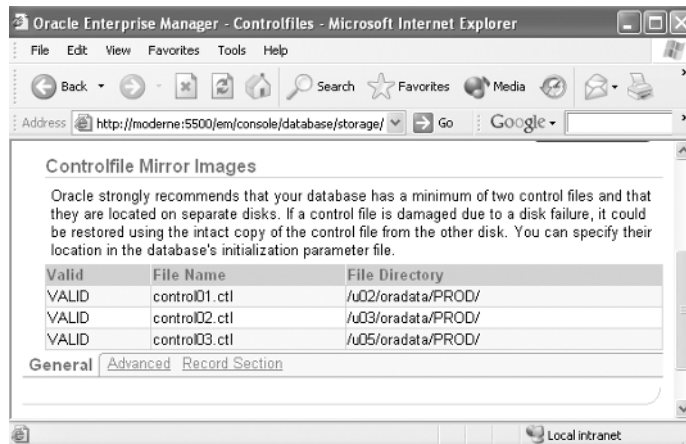 Oracle Enterprise Manager - Controlfiles - Microsoft Internet Explorer
File Edit View Favorites Tools Help
Back Search Favorites Media
Address http://moderne:5500/em/console/database/storage/ Go Google
Controlfile Mirror Images
Oracle strongly recommends that your database has a minimum of two control files and that
they are located on separate disks. If a control file is damaged due to a disk failure, it could
be restored using the intact copy of the control file from the other disk. You can specify their
location in the database's initialization parameter file.
Valid File Name File Directory
VALID control01.ctl /u02/oradata/PROD/
VALID control02.ctl /u03/oradata/PROD/
VALID control03.ctl /u05/oradata/PROD/
General Advanced Record Section
Local intranet